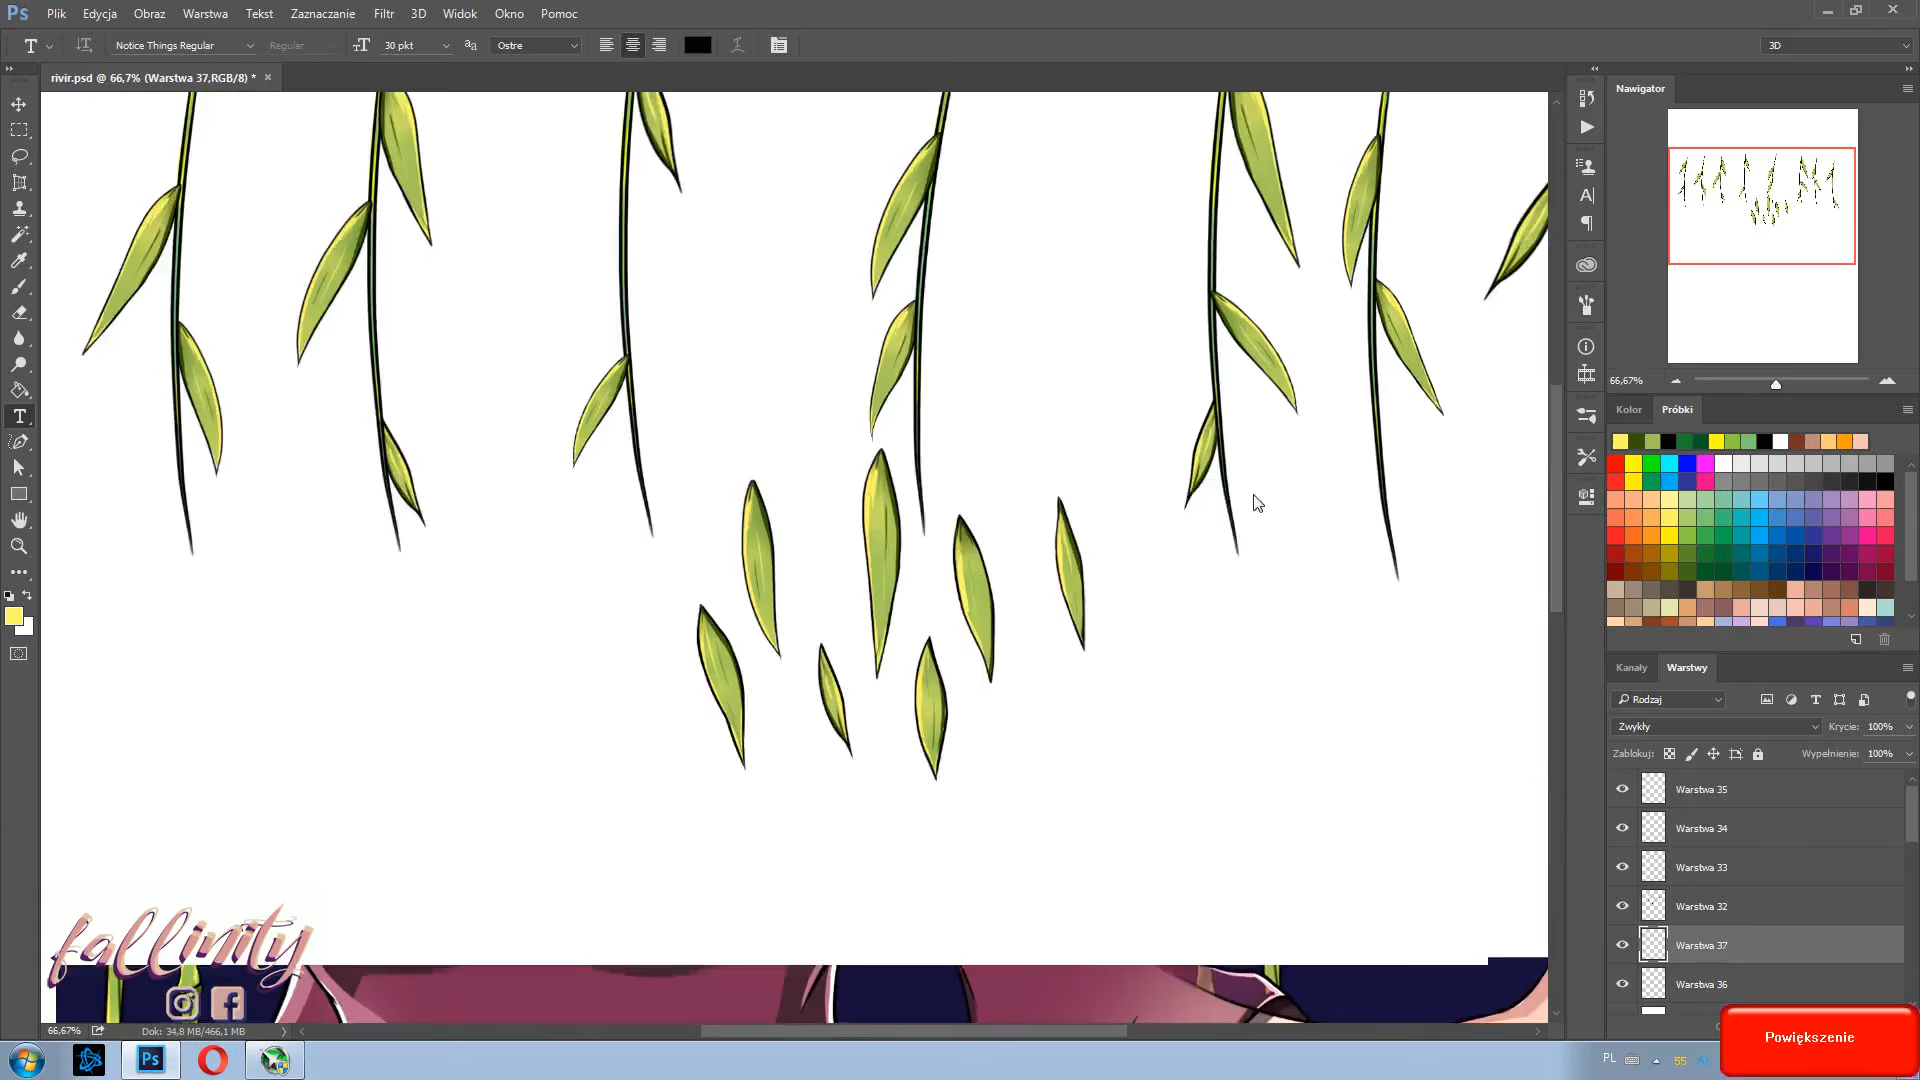 Ps Plik Edycja Obraz Warstwa Tekst Zaznaczanie Filtr 3D Widok Okno Pomoc
T Notice Things Regular Regular 30 pkt Ostre 3D
rivir.psd @ 66,7% (Warstwa 37,RGB/8) *
Nawigator
66,67%
Kolor Próbki
Kanały Warstwy
Rodzaj
Zwykły Krycie: 100%
Zablokuj: Wypełnienie: 100%
Warstwa 35
Warstwa 34
Warstwa 33
Warstwa 32
Warstwa 37
Warstwa 36
fallinity
66,67% Dok: 34,8 MB/466,1 MB
Powiększenie
Ps PL 55